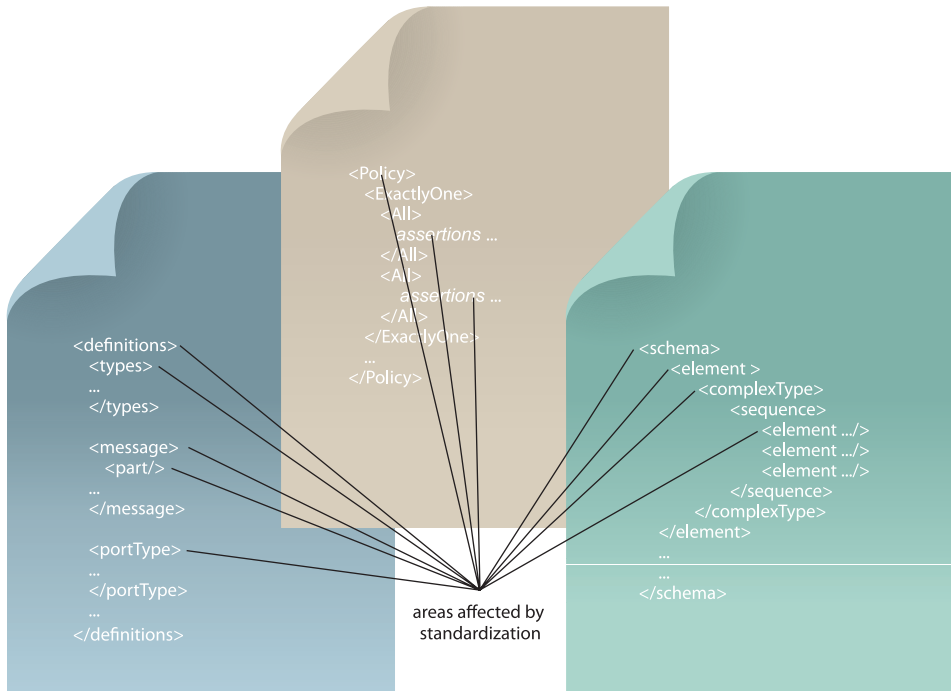 <Policy>
<ExactlyOne>
<All>
assertions ...
</All>
<All>
assertions ...
</All>
</ExactlyOne>
...
</Policy>
<definitions>
<types>
...
</types>
<message>
<part/>
...
</message>
<portType>
...
</portType>
...
</definitions>
<schema>
<element >
<complexType>
<sequence>
<element .../>
<element .../>
<element .../>
</sequence>
</complexType>
</element>
...
...
</schema>
areas affected by
standardization